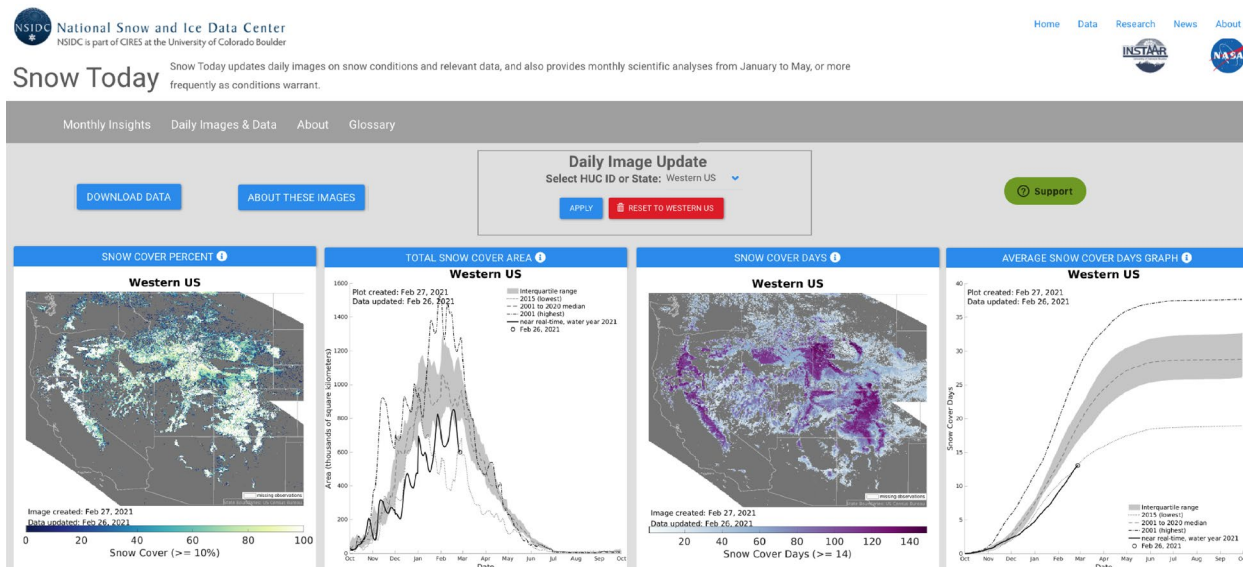 NSIDC
National Snow and Ice Data Center
NSIDC is part of CIRES at the University of Colorado Boulder
Home Data Research News About
INSTAAR
NASA
Snow Today
Snow Today updates daily images on snow conditions and relevant data, and also provides monthly scientific analyses from January to May, or more
frequently as conditions warrant.
Monthly Insights Daily Images & Data About Glossary
DOWNLOAD DATA
ABOUT THESE IMAGES
Daily Image Update
Select HUC ID or State: Western US
APPLY
RESET TO WESTERN US
Support
SNOW COVER PERCENT
Western US
missing observations
Image created: Feb 27, 2021
Data updated: Feb 26, 2021
0 20 40 60 80 100
Snow Cover (>= 10%)
TOTAL SNOW COVER AREA
Western US
Plot created: Feb 27, 2021
Data updated: Feb 26, 2021
Interquartile range
2015 (lowest)
2001 to 2020 median
2001 (highest)
near real-time, water year 2021
Feb 26, 2021
Area (thousands of square kilometers)
1600
1400
1200
1000
800
600
400
200
0
Oct Nov Dec Jan Feb Mar Apr May Jun Jul Aug Sep Oct
Date
SNOW COVER DAYS
Western US
missing observations
Image created: Feb 27, 2021
Data updated: Feb 26, 2021
20 40 60 80 100 120 140
Snow Cover Days (>= 14)
AVERAGE SNOW COVER DAYS GRAPH
Western US
Plot created: Feb 27, 2021
Data updated: Feb 26, 2021
Snow Cover Days
40
35
30
25
20
15
10
5
0
Interquartile range
2015 (lowest)
2001 to 2020 median
2001 (highest)
near real-time, water year 2021
Feb 26, 2021
Oct Nov Dec Jan Feb Mar Apr May Jun Jul Aug Sep Oct
Date